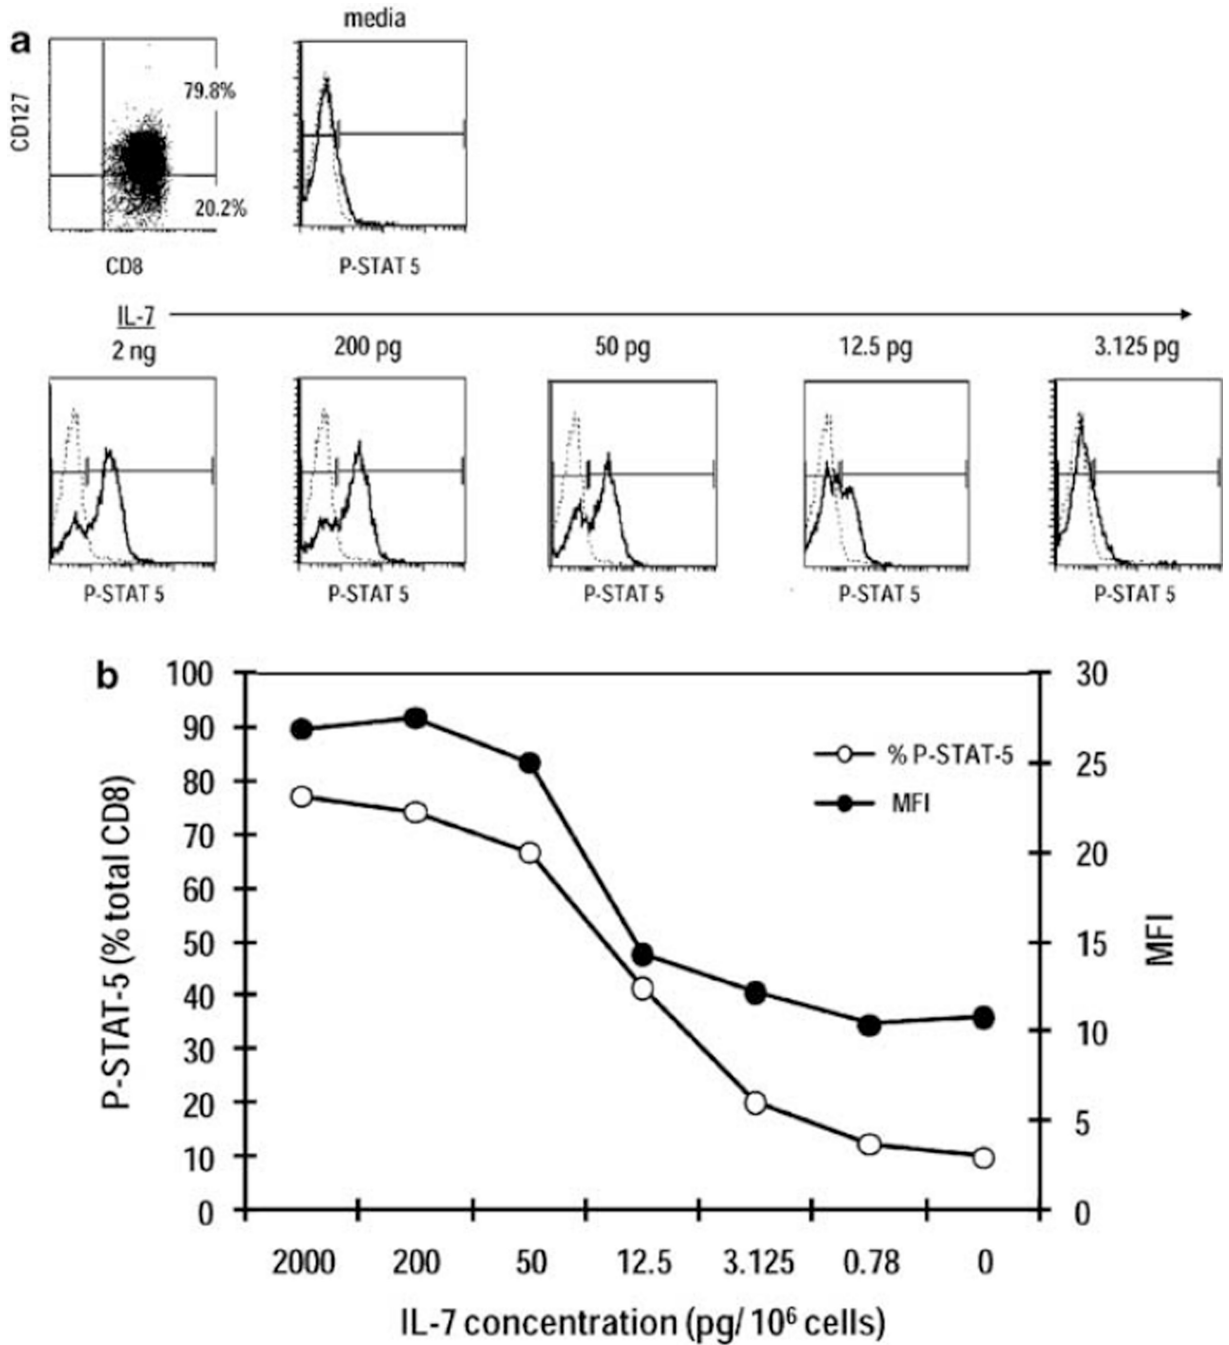 a
media
CD127
79.8%
20.2%
CD8
P-STAT 5
IL-7
2 ng
200 pg
50 pg
12.5 pg
3.125 pg
P-STAT 5
P-STAT 5
P-STAT 5
P-STAT 5
P-STAT 5
b
P-STAT-5 (% total CD8)
100
90
80
70
60
50
40
30
20
10
0
% P-STAT-5
MFI
30
25
20
15
10
5
0
MFI
2000 200 50 12.5 3.125 0.78 0
IL-7 concentration (pg/ 10⁶ cells)